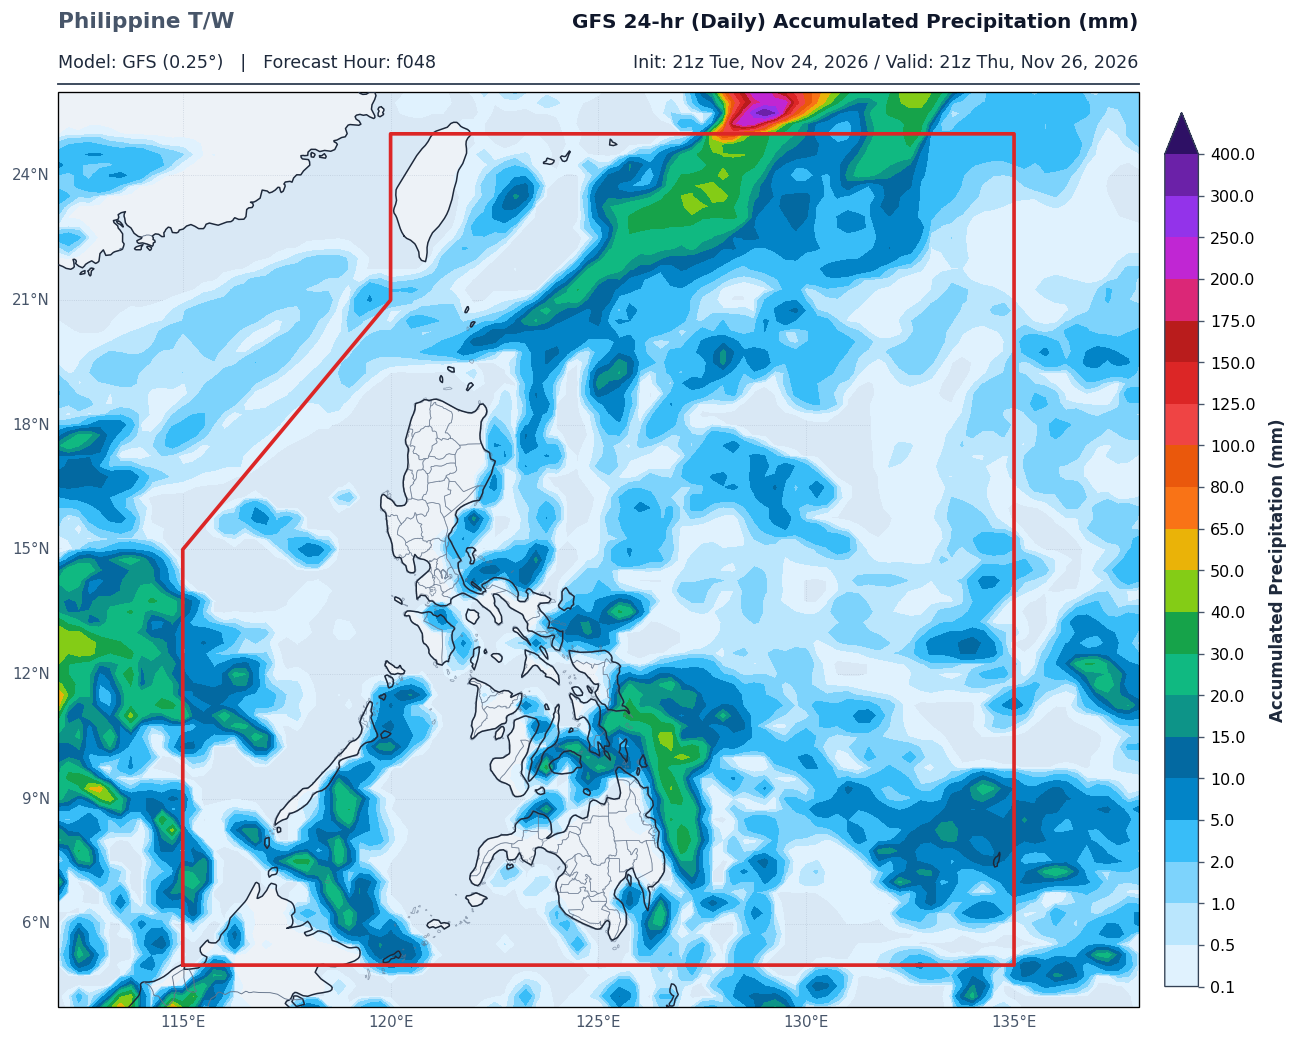 Philippine T/W
GFS 24-hr (Daily) Accumulated Precipitation (mm)
Model: GFS (0.25°) | Forecast Hour: f048
Init: 21z Tue, Nov 24, 2026 / Valid: 21z Thu, Nov 26, 2026
24°N
21°N
18°N
15°N
12°N
9°N
6°N
115°E
120°E
125°E
130°E
135°E
400.0
300.0
250.0
200.0
175.0
150.0
125.0
100.0
80.0
65.0
50.0
40.0
30.0
20.0
15.0
10.0
5.0
2.0
1.0
0.5
0.1
Accumulated Precipitation (mm)